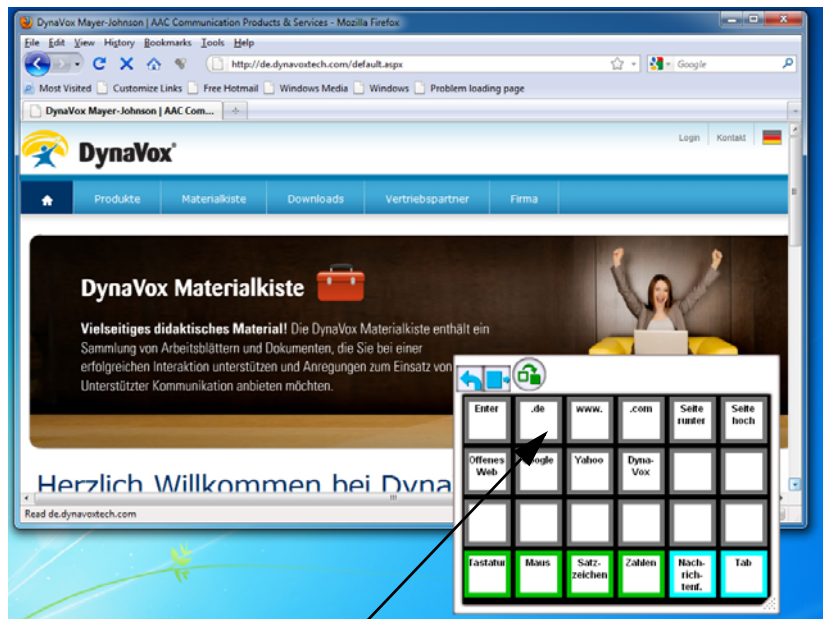 DynaVox Mayer-Johnson | AAC Communication Products & Services - Mozilla Firefox
File Edit View History Bookmarks Tools Help
http://de.dynavoxtech.com/default.aspx
Google
Most Visited Customize Links Free Hotmail Windows Media Windows Problem loading page
DynaVox Mayer-Johnson | AAC Com...
Login Kontakt
DynaVox
Produkte Materialkiste Downloads Vertriebspartner Firma
DynaVox Materialkiste
Vielseitiges didaktisches Material! Die DynaVox Materialkiste enthält ein
Sammlung von Arbeitsblättern und Dokumenten, die Sie bei einer
erfolgreichen Interaktion unterstützen und Anregungen zum Einsatz von
Unterstützter Kommunikation anbieten möchten.
Herzlich Willkommen bei Dyna
Read de.dynavoxtech.com
Enter .de www. .com Seite runter Seite hoch
Offenes Web Google Yahoo Dyna-Vox
Tastatur Maus Satz-zeichen Zahlen Nach-rich-tenf. Tab